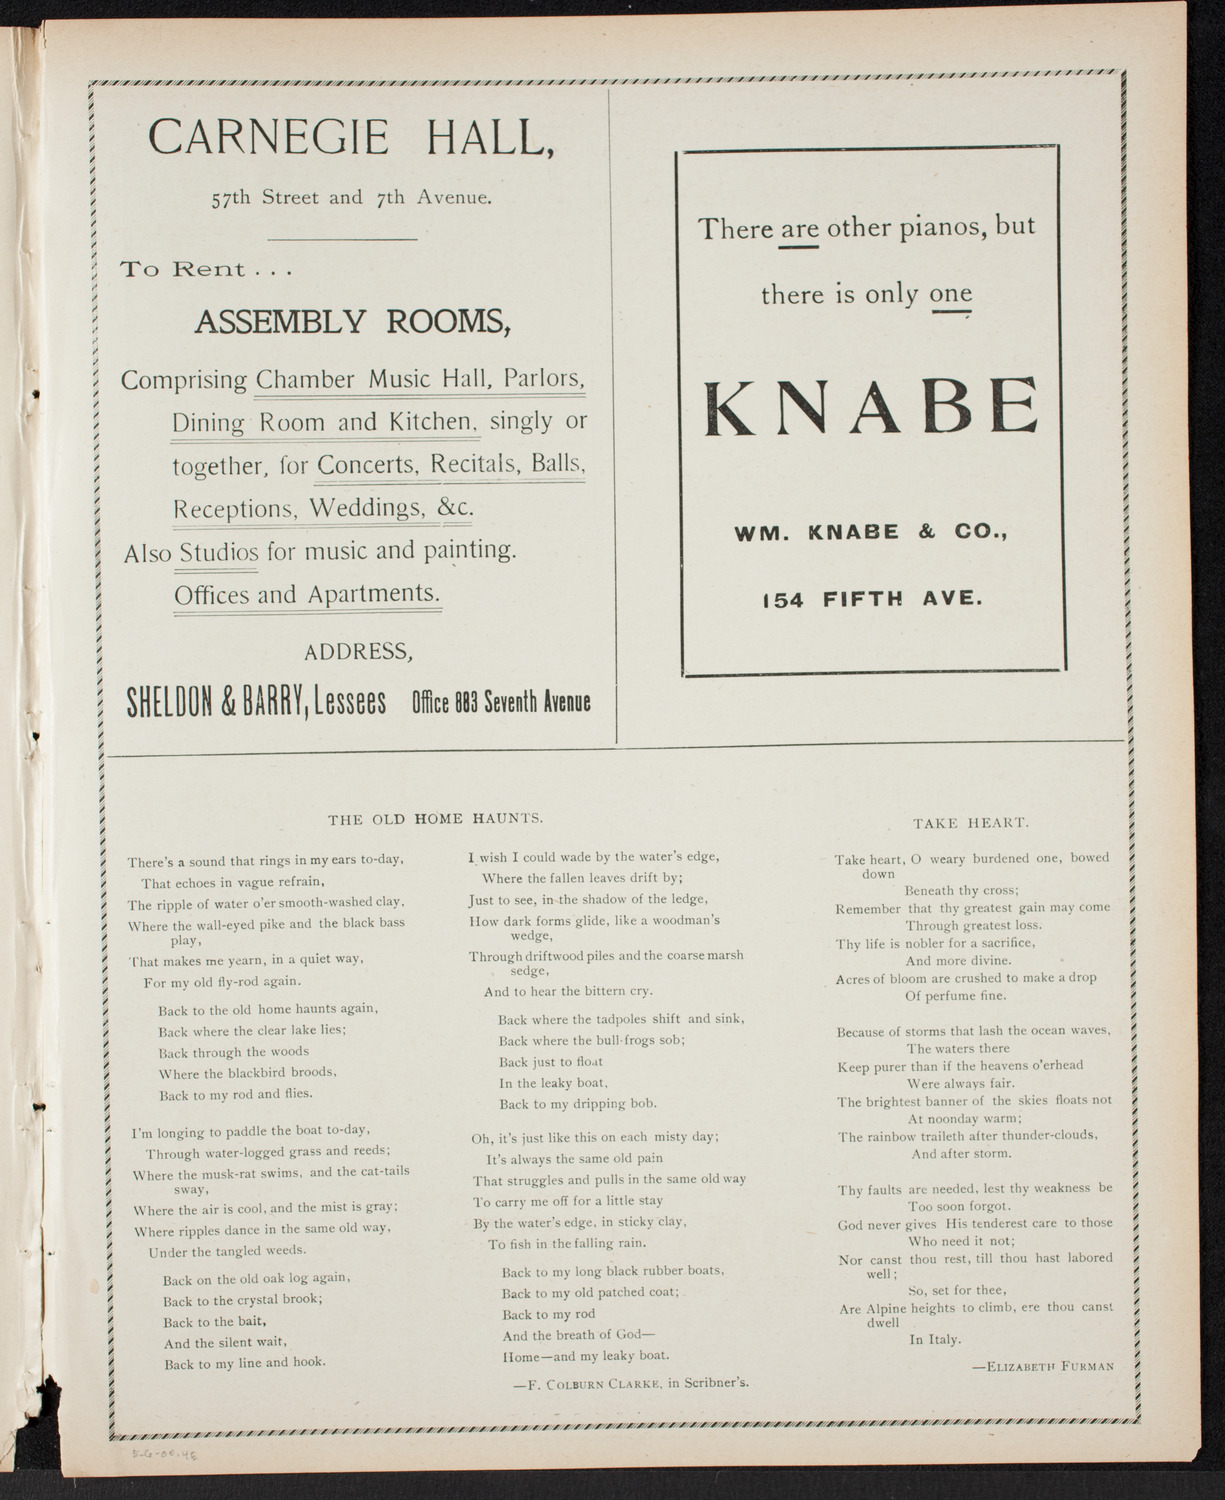 CARNEGIE HALL,
57th Street and 7th Avenue.
To Rent . . .
ASSEMBLY ROOMS,
Comprising Chamber Music Hall, Parlors,
Dining Room and Kitchen, singly or
together, for Concerts, Recitals, Balls,
Receptions, Weddings, &c.
Also Studios for music and painting.
Offices and Apartments.
ADDRESS,
SHELDON & BARRY, Lessees Office 883 Seventh Avenue
There are other pianos, but
there is only one
KNABE
WM. KNABE & CO.,
154 FIFTH AVE.
THE OLD HOME HAUNTS.
There's a sound that rings in my ears to-day,
That echoes in vague refrain,
The ripple of water o'er smooth-washed clay,
Where the wall-eyed pike and the black bass
play,
That makes me yearn, in a quiet way,
For my old fly-rod again.
Back to the old home haunts again,
Back where the clear lake lies;
Back through the woods
Where the blackbird broods,
Back to my rod and flies.
I'm longing to paddle the boat to-day,
Through water-logged grass and reeds;
Where the musk-rat swims, and the cat-tails
sway,
Where the air is cool, and the mist is gray;
Where ripples dance in the same old way,
Under the tangled weeds.
Back on the old oak log again,
Back to the crystal brook;
Back to the bait,
And the silent wait,
Back to my line and hook.
I wish I could wade by the water's edge,
Where the fallen leaves drift by;
Just to see, in the shadow of the ledge,
How dark forms glide, like a woodman's
wedge,
Through driftwood piles and the coarse marsh
sedge,
And to hear the bittern cry.
Back where the tadpoles shift and sink,
Back where the bull-frogs sob;
Back just to float
In the leaky boat,
Back to my dripping bob.
Oh, it's just like this on each misty day;
It's always the same old pain
That struggles and pulls in the same old way
To carry me off for a little stay
By the water's edge, in sticky clay,
To fish in the falling rain.
Back to my long black rubber boats,
Back to my old patched coat;
Back to my rod
And the breath of God—
Home—and my leaky boat.
—F. COLBURN CLARKE, in Scribner's.
TAKE HEART.
Take heart, O weary burdened one, bowed
down
Beneath thy cross;
Remember that thy greatest gain may come
Through greatest loss.
Thy life is nobler for a sacrifice,
And more divine.
Acres of bloom are crushed to make a drop
Of perfume fine.
Because of storms that lash the ocean waves,
The waters there
Keep purer than if the heavens o'erhead
Were always fair.
The brightest banner of the skies floats not
At noonday warm;
The rainbow traileth after thunder-clouds,
And after storm.
Thy faults are needed, lest thy weakness be
Too soon forgot.
God never gives His tenderest care to those
Who need it not;
Nor canst thou rest, till thou hast labored
well;
So, set for thee,
Are Alpine heights to climb, ere thou canst
dwell
In Italy.
—ELIZABETH FURMAN